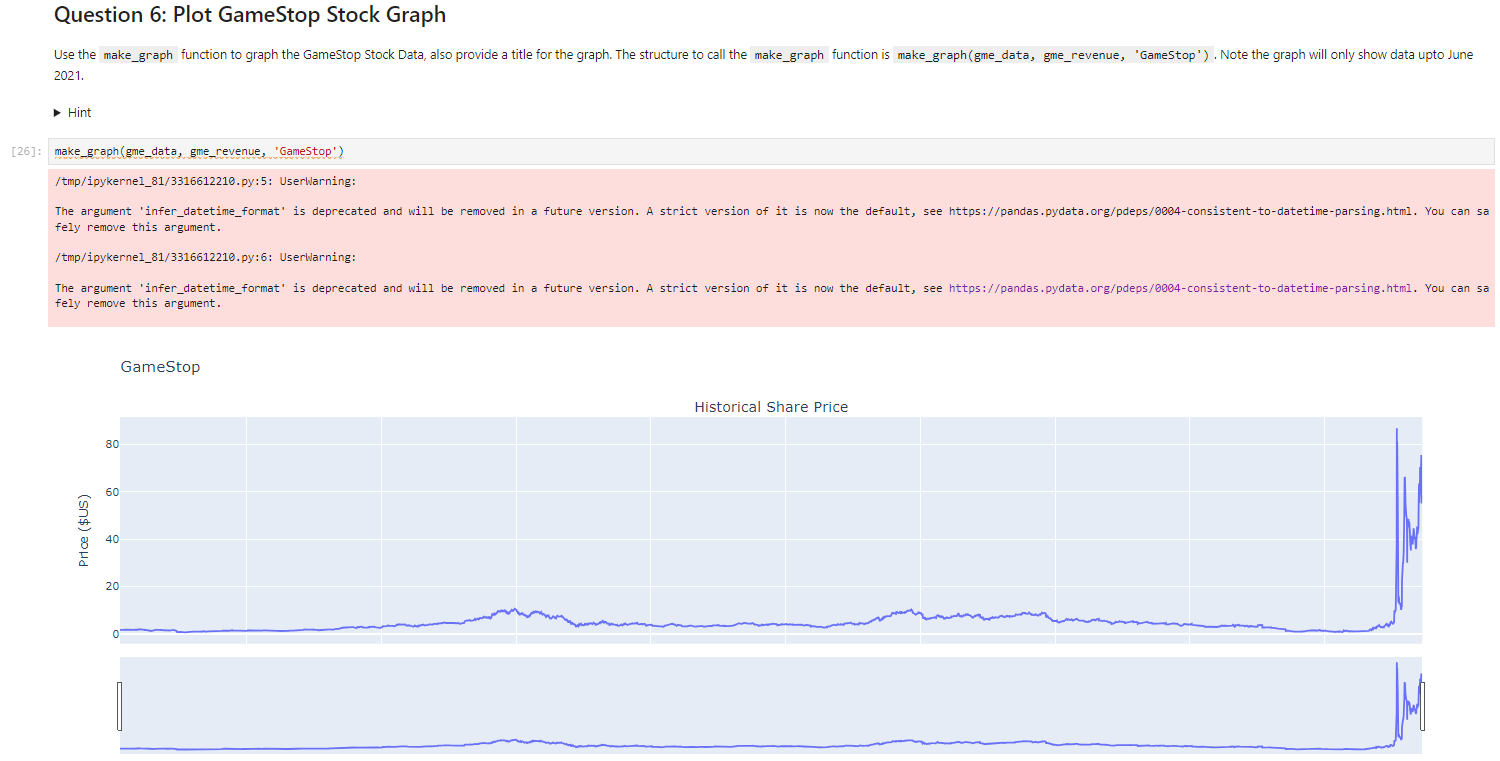 Question 6: Plot GameStop Stock Graph
Use the make_graph function to graph the GameStop Stock Data, also provide a title for the graph. The structure to call the make_graph function is make_graph(gme_data, gme_revenue, 'GameStop') . Note the graph will only show data upto June
2021.
Hint
[26]: make_graph(gme_data, gme_revenue, 'GameStop')
/tmp/ipykernel_81/3316612210.py:5: UserWarning:
The argument 'infer_datetime_format' is deprecated and will be removed in a future version. A strict version of it is now the default, see https://pandas.pydata.org/pdeps/0004-consistent-to-datetime-parsing.html. You can sa
fely remove this argument.
/tmp/ipykernel_81/3316612210.py:6: UserWarning:
The argument 'infer_datetime_format' is deprecated and will be removed in a future version. A strict version of it is now the default, see https://pandas.pydata.org/pdeps/0004-consistent-to-datetime-parsing.html. You can sa
fely remove this argument.
GameStop
Historical Share Price
80
60
40
20
0
Price ($US)